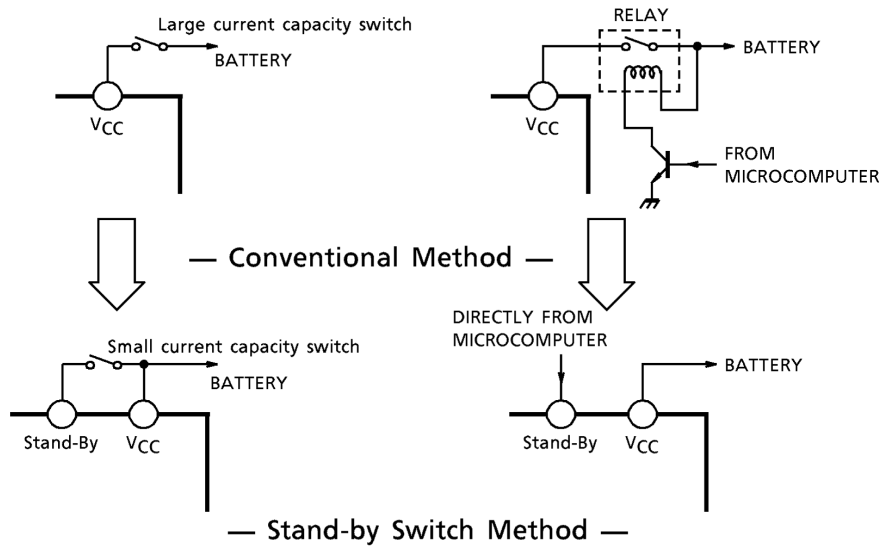 Large current capacity switch
BATTERY
VCC
RELAY
BATTERY
VCC
FROM
MICROCOMPUTER
— Conventional Method —
Small current capacity switch
BATTERY
Stand-By
VCC
DIRECTLY FROM
MICROCOMPUTER
BATTERY
Stand-By
VCC
— Stand-by Switch Method —